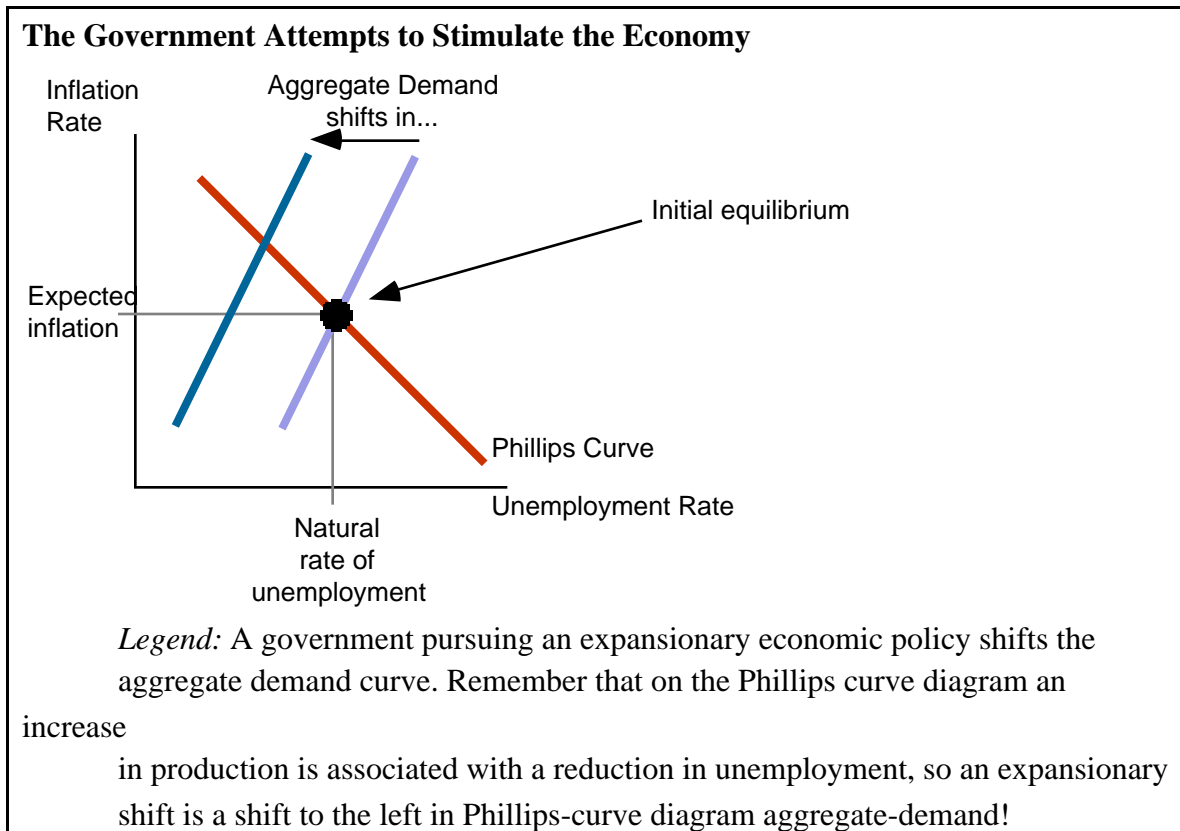 The Government Attempts to Stimulate the Economy
Inflation
Rate
Aggregate Demand
shifts in...
Initial equilibrium
Expected
inflation
Phillips Curve
Unemployment Rate
Natural
rate of
unemployment
Legend: A government pursuing an expansionary economic policy shifts the
aggregate demand curve. Remember that on the Phillips curve diagram an
increase
in production is associated with a reduction in unemployment, so an expansionary
shift is a shift to the left in Phillips-curve diagram aggregate-demand!